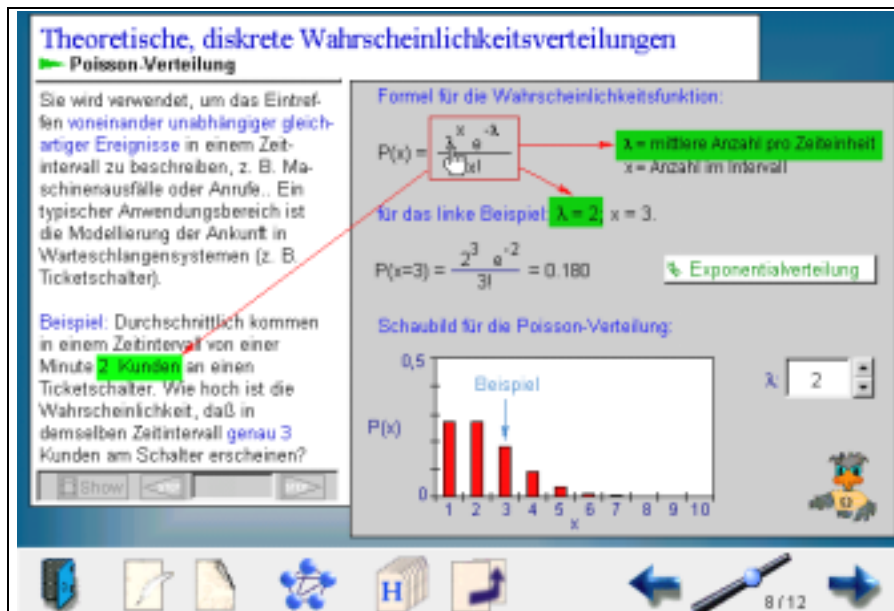 Theoretische, diskrete Wahrscheinlichkeitsverteilungen
Poisson-Verteilung
Sie wird verwendet, um das Eintref-
fen voneinander unabhängiger gleich-
artiger Ereignisse in einem Zeit-
intervall zu beschreiben, z. B. Ma-
schinenausfälle oder Anrufe.. Ein
typischer Anwendungsbereich ist
die Modellierung der Ankunft in
Warteschlangensystemen (z. B.
Ticketschalter).
Beispiel: Durchschnittlich kommen
in einem Zeitintervall von einer
Minute 2 Kunden an einen
Ticketschalter. Wie hoch ist die
Wahrscheinlichkeit, daß in
demselben Zeitintervall genau 3
Kunden am Schalter erscheinen?
Show
Formel für die Wahrscheinlichkeitsfunktion:
P(x) = λ^x e^-λ / x!
λ = mittlere Anzahl pro Zeiteinheit
x = Anzahl im Intervall
für das linke Beispiel: λ = 2; x = 3.
P(x=3) = 2^3 e^-2 / 3! = 0.180
Exponentialverteilung
Schaubild für die Poisson-Verteilung:
0,5
Beispiel
P(x)
0
1 2 3 4 5 6 7 8 9 10
x
λ: 2
H
8/12